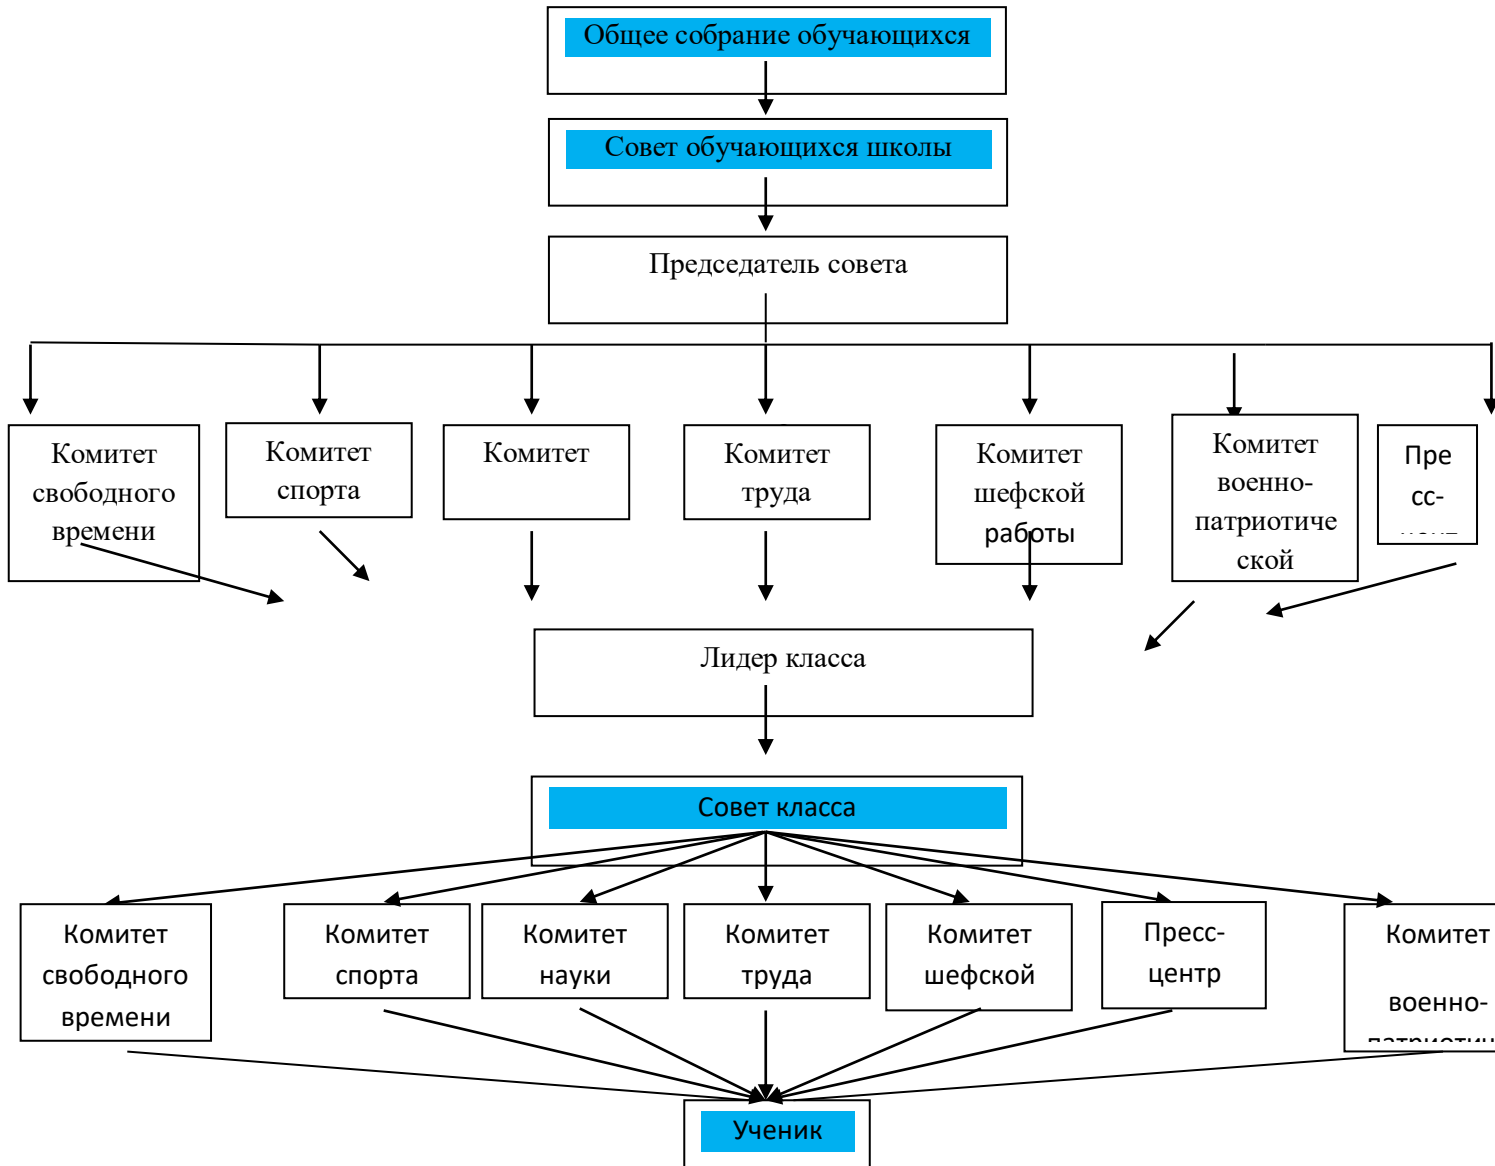 Общее собрание обучающихся
Совет обучающихся школы
Председатель совета
Комитет
свободного
времени
Комитет
спорта
Комитет
Комитет
труда
Комитет
шефской
работы
Комитет
военно-
патриотиче
ской
Пре
сс-
Лидер класса
Совет класса
Комитет
свободного
времени
Комитет
спорта
Комитет
науки
Комитет
труда
Комитет
шефской
Пресс-
центр
Комитет
военно-
Ученик